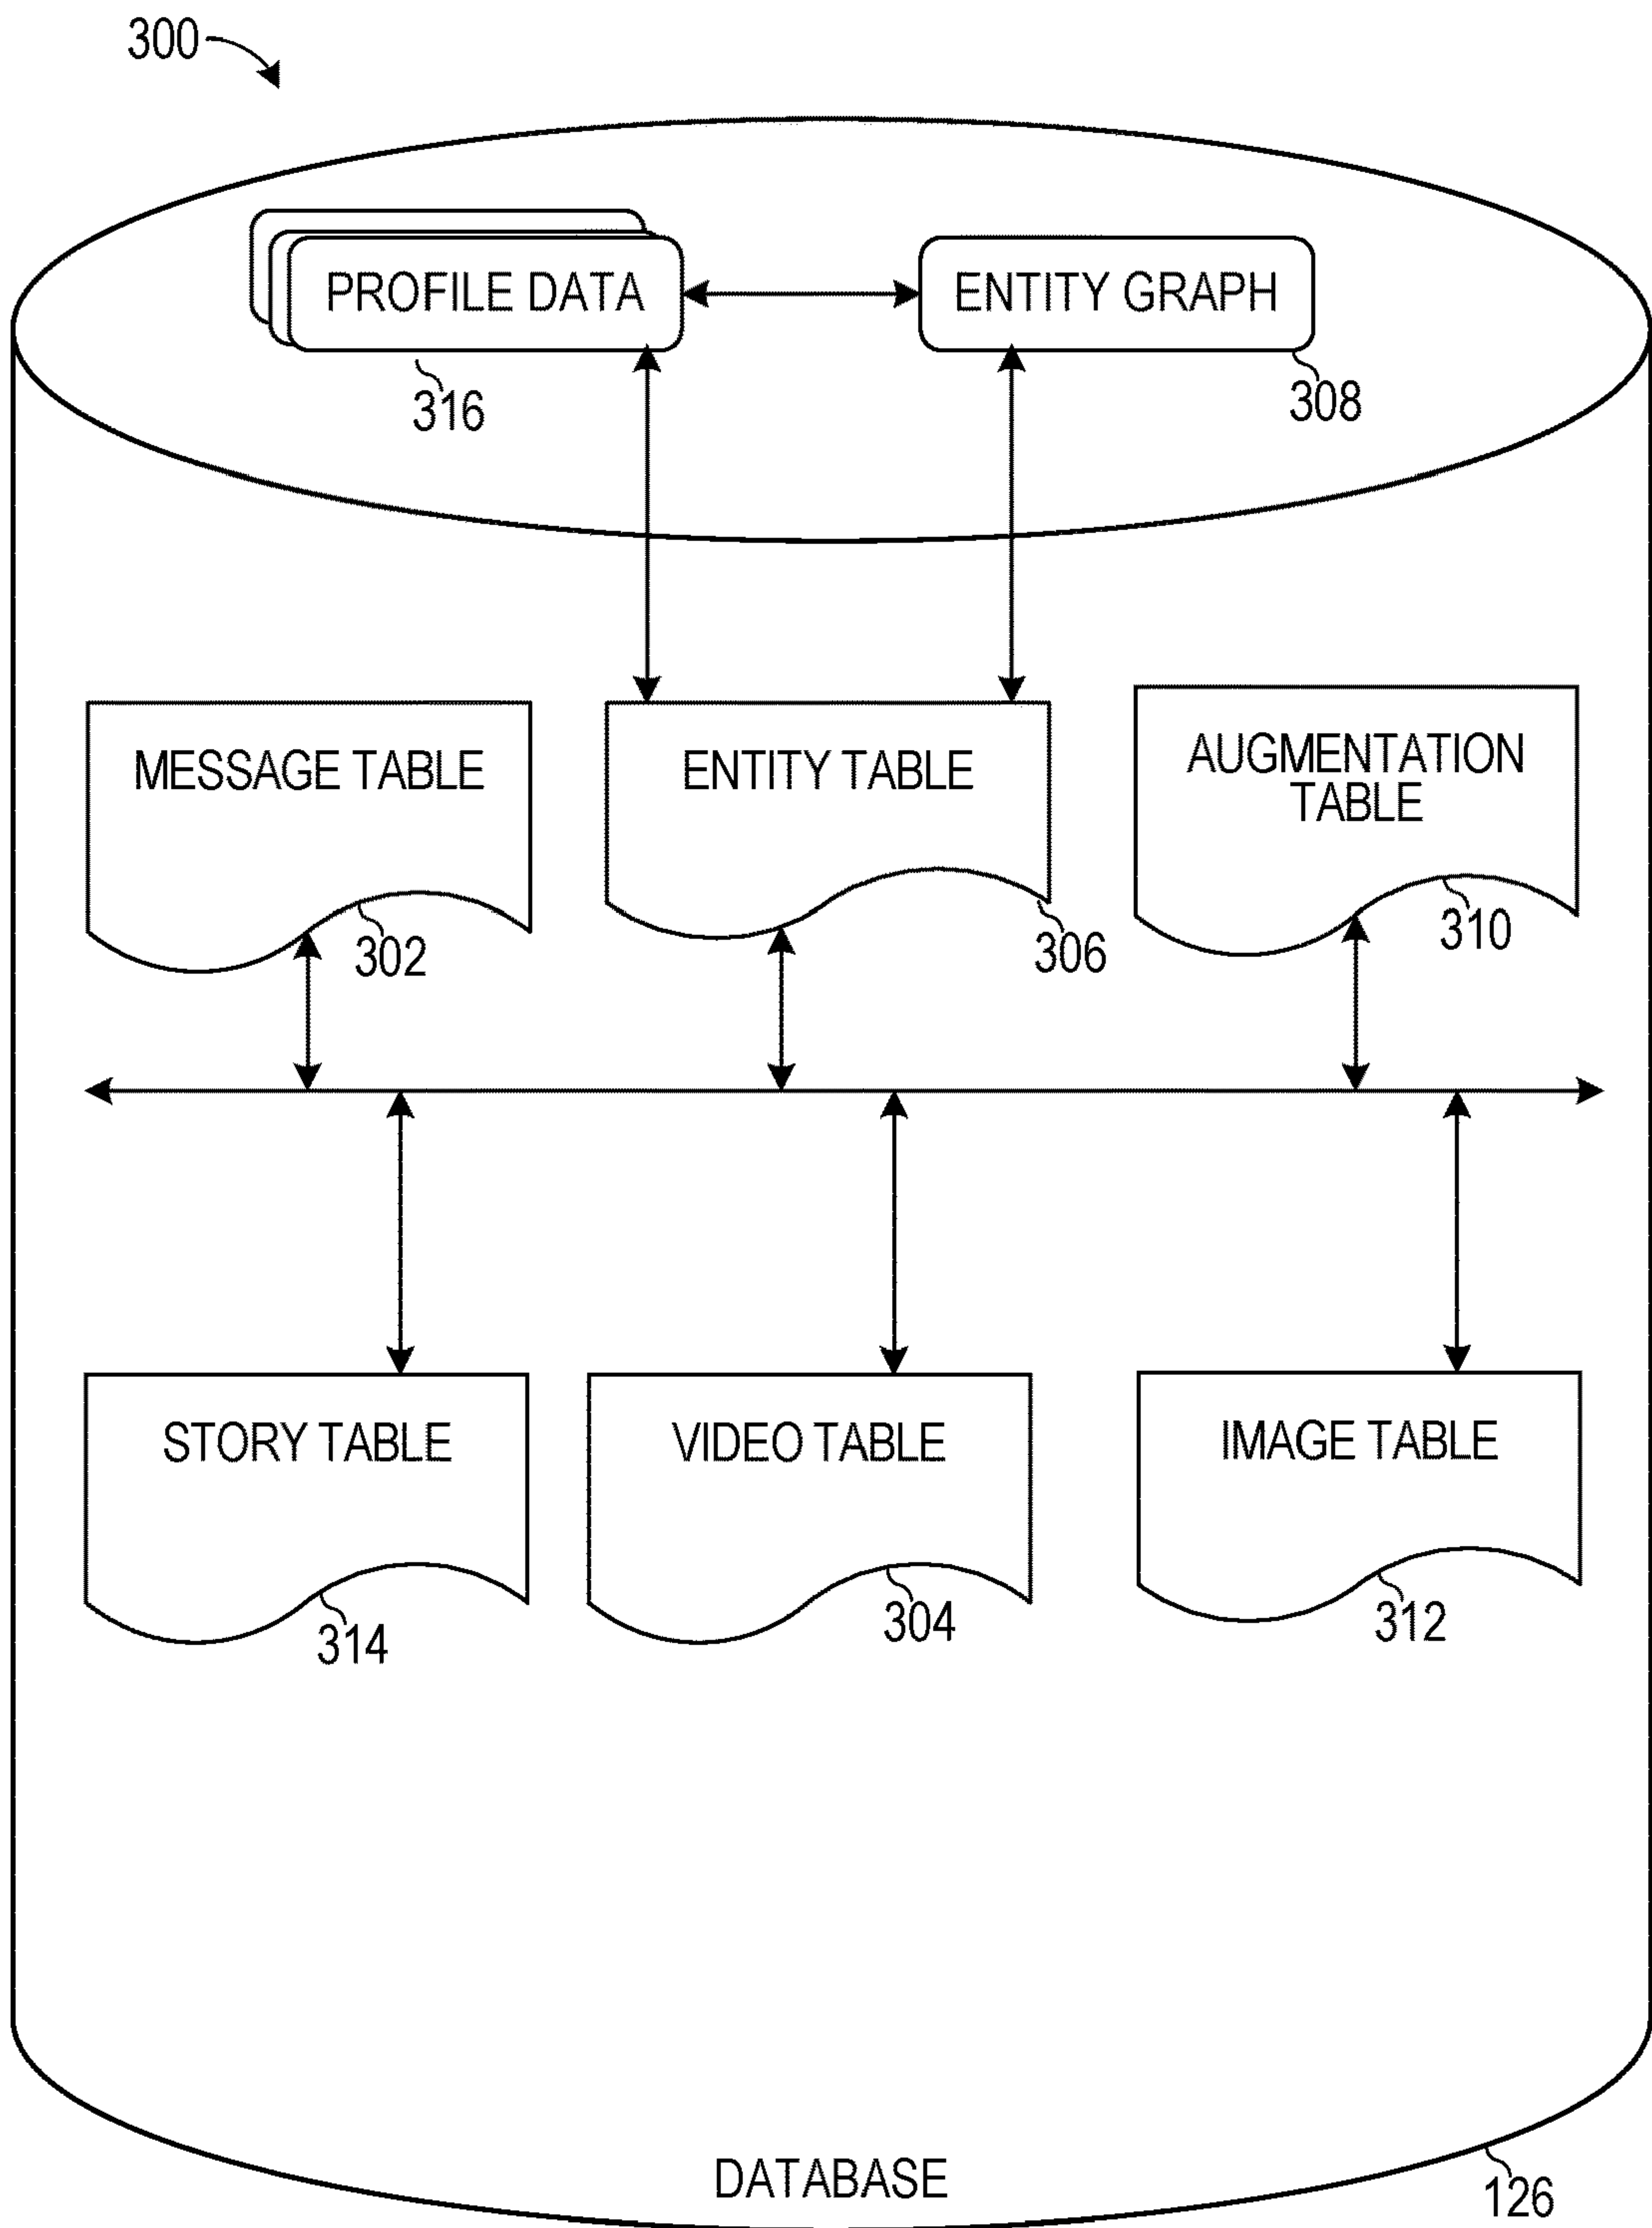 300
PROFILE DATA
ENTITY GRAPH
316
308
MESSAGE TABLE
ENTITY TABLE
AUGMENTATION
TABLE
302
306
310
STORY TABLE
VIDEO TABLE
IMAGE TABLE
314
304
312
DATABASE
126